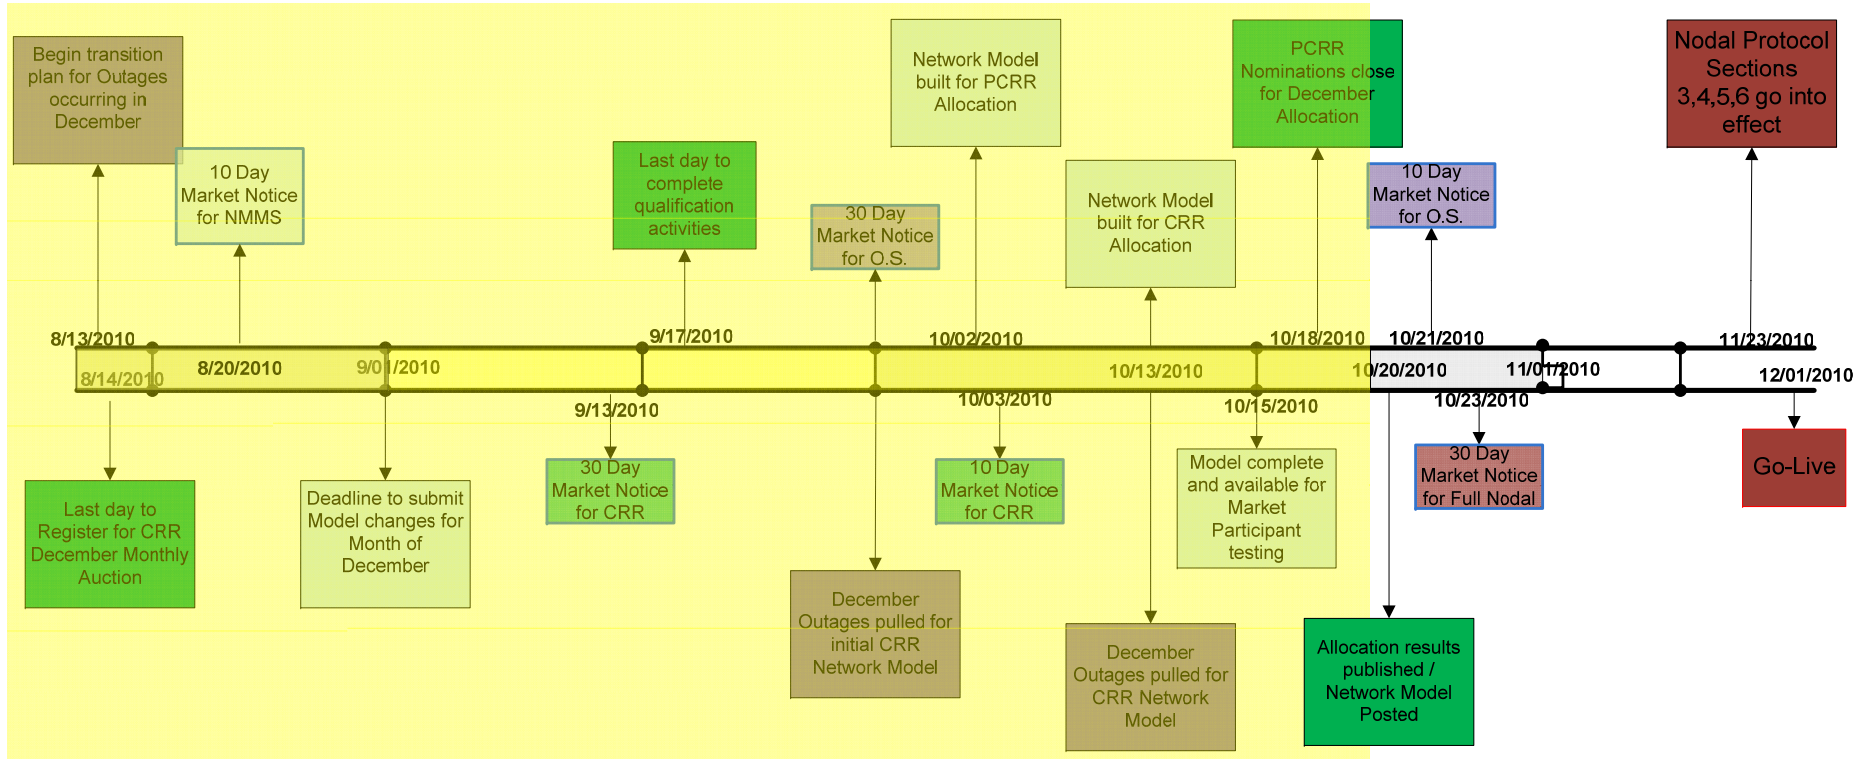 Begin transition
plan for Outages
occurring in
December
10 Day
Market Notice
for NMMS
Last day to
complete
qualification
activities
30 Day
Market Notice
for O.S.
Network Model
built for PCRR
Allocation
Network Model
built for CRR
Allocation
PCRR
Nominations close
for December
Allocation
10 Day
Market Notice
for O.S.
Nodal Protocol
Sections
3,4,5,6 go into
effect
8/13/2010
9/17/2010
10/02/2010
10/18/2010
10/21/2010
11/23/2010
8/14/2010
8/20/2010
9/01/2010
10/13/2010
10/20/2010
11/01/2010
12/01/2010
9/13/2010
10/03/2010
10/15/2010
10/23/2010
Last day to
Register for CRR
December Monthly
Auction
Deadline to submit
Model changes for
Month of
December
30 Day
Market Notice
for CRR
December
Outages pulled for
initial CRR
Network Model
10 Day
Market Notice
for CRR
December
Outages pulled for
CRR Network
Model
Model complete
and available for
Market
Participant
testing
Allocation results
published /
Network Model
Posted
30 Day
Market Notice
for Full Nodal
Go-Live